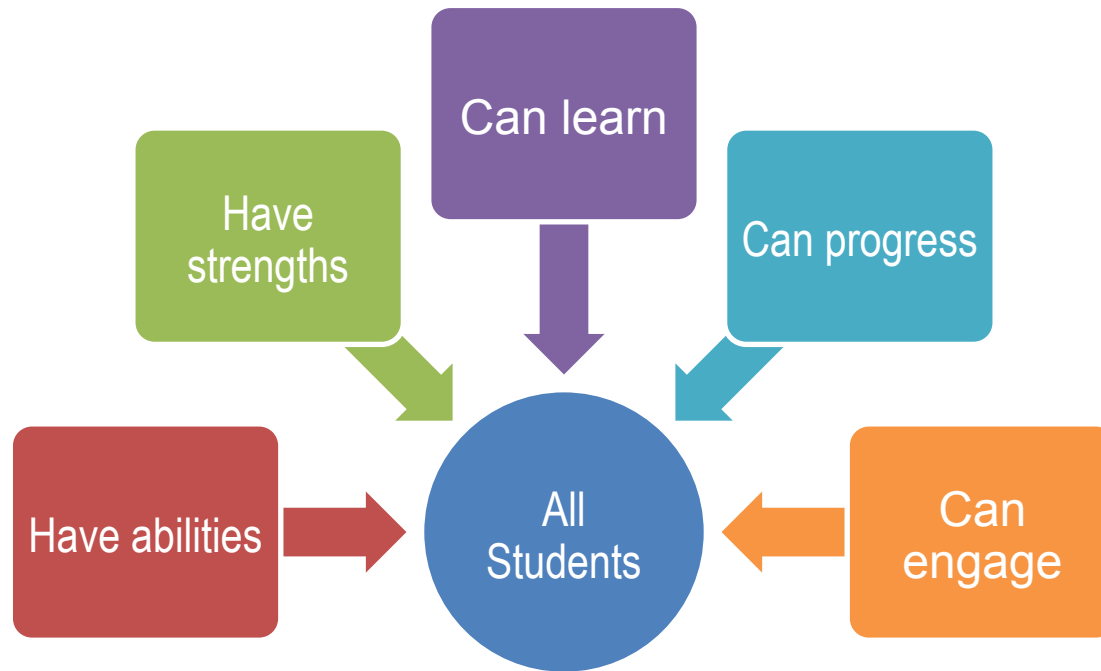 Can learn
Have
strengths
Can progress
Have abilities
All
Students
Can
engage